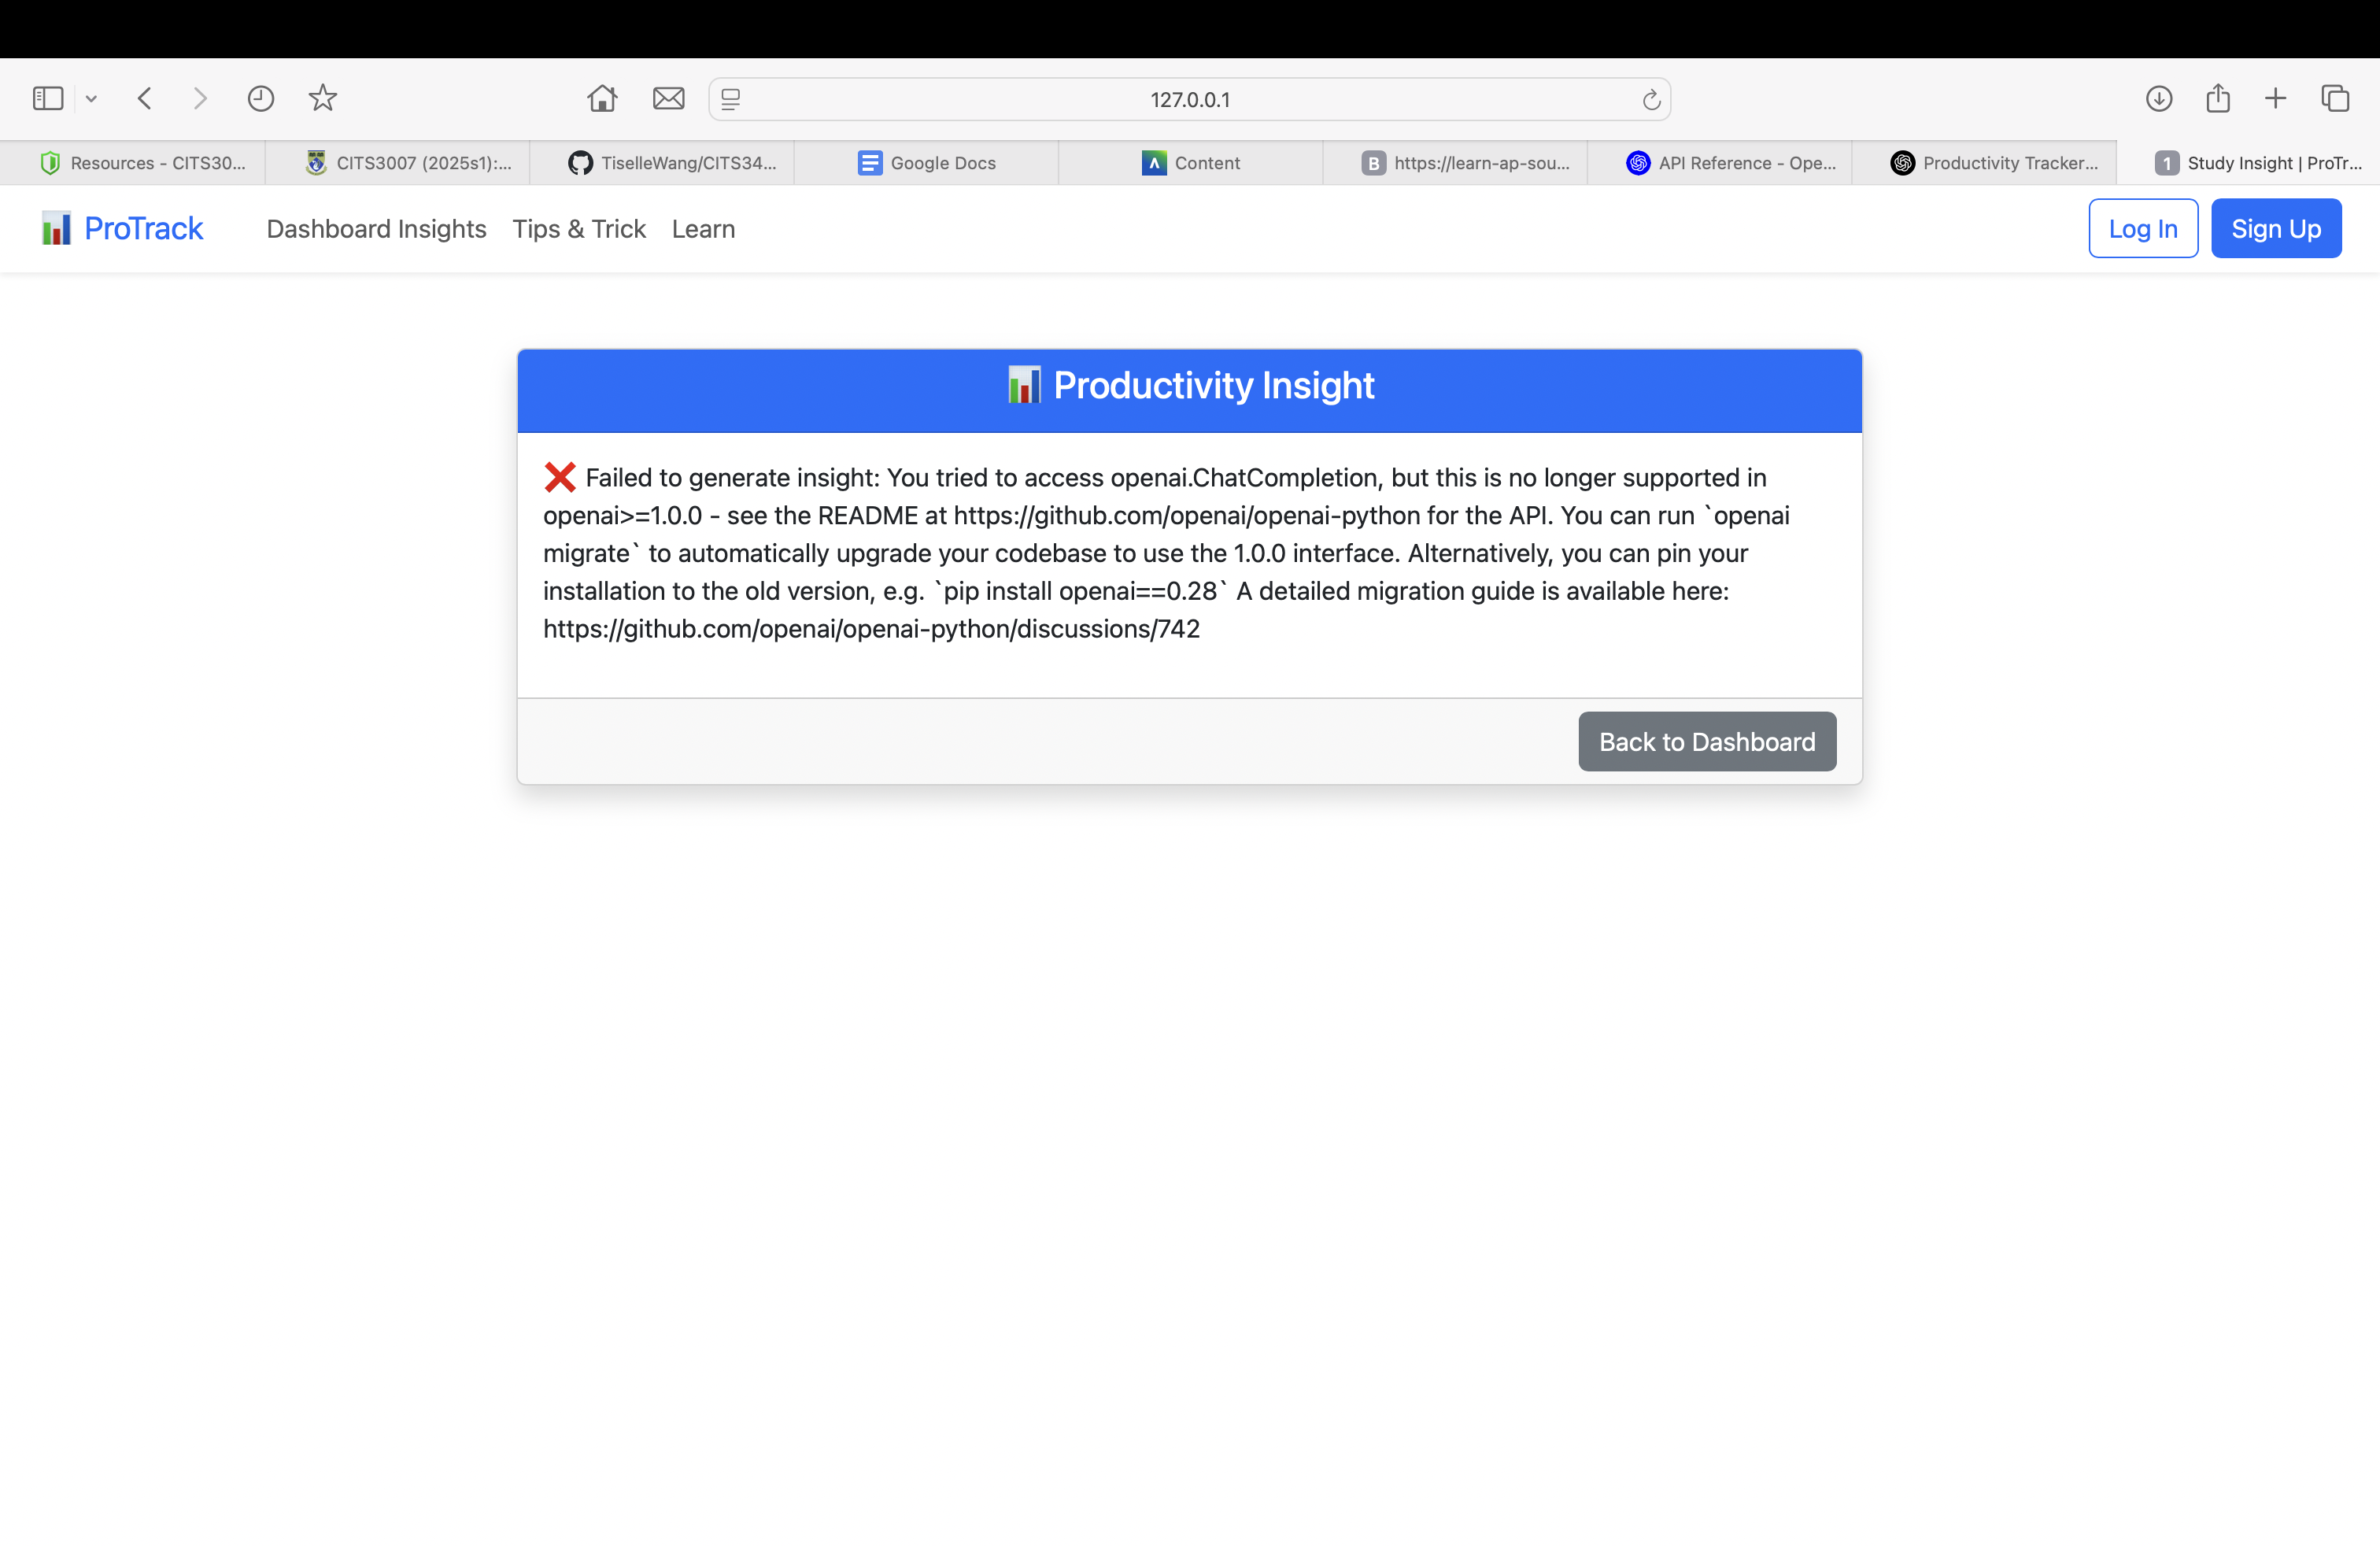 127.0.0.1
Resources - CITS30...
CITS3007 (2025s1):...
TiselleWang/CITS34...
Google Docs
Content
B
https://learn-ap-sou...
API Reference - Ope...
Productivity Tracker...
1
Study Insight | ProTr...
ProTrack
Dashboard Insights
Tips & Trick
Learn
Log In
Sign Up
Productivity Insight
❌ Failed to generate insight: You tried to access openai.ChatCompletion, but this is no longer supported in
openai>=1.0.0 - see the README at https://github.com/openai/openai-python for the API. You can run `openai
migrate` to automatically upgrade your codebase to use the 1.0.0 interface. Alternatively, you can pin your
installation to the old version, e.g. `pip install openai==0.28` A detailed migration guide is available here:
https://github.com/openai/openai-python/discussions/742
Back to Dashboard